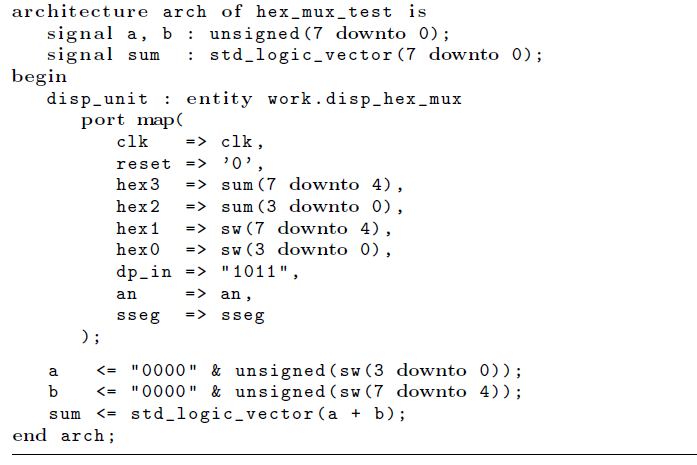 architecture arch of hex_mux_test is
signal a, b : unsigned(7 downto 0);
signal sum : std_logic_vector(7 downto 0);
begin
disp_unit : entity work.disp_hex_mux
port map(
clk => clk,
reset => '0',
hex3 => sum(7 downto 4),
hex2 => sum(3 downto 0),
hex1 => sw(7 downto 4),
hex0 => sw(3 downto 0),
dp_in => "1011",
an => an,
sseg => sseg
);
a <= "0000" & unsigned(sw(3 downto 0));
b <= "0000" & unsigned(sw(7 downto 4));
sum <= std_logic_vector(a + b);
end arch;